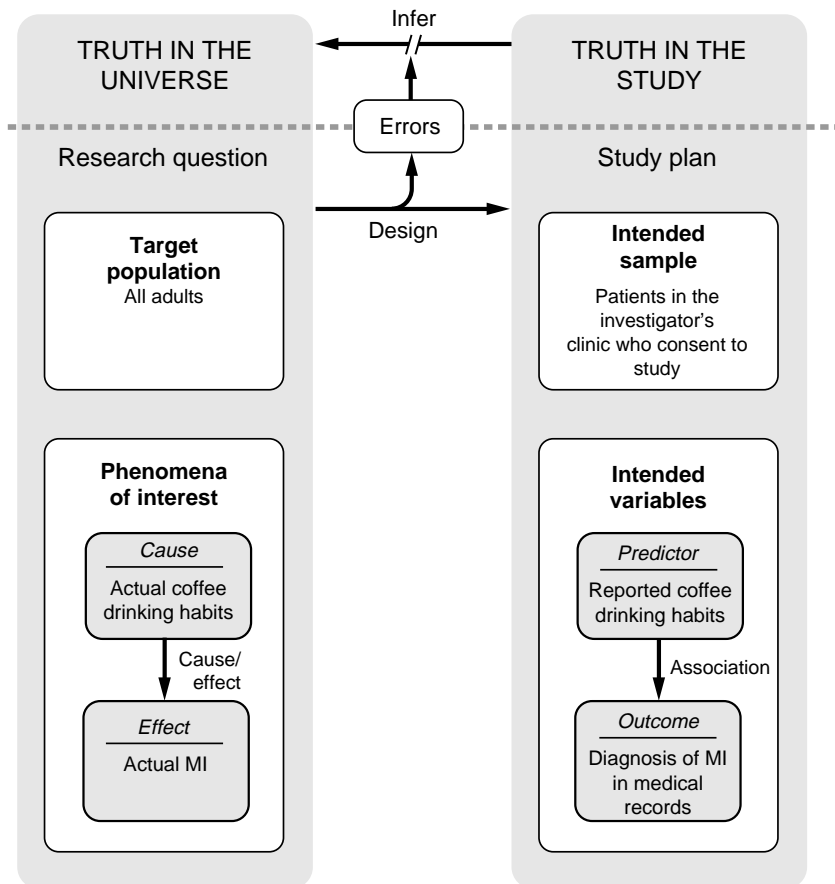 Infer
TRUTH IN THE
UNIVERSE
TRUTH IN THE
STUDY
Errors
Research question
Study plan
Design
Target
population
All adults
Intended
sample
Patients in the
investigator's
clinic who consent to
study
Phenomena
of interest
Cause
Actual coffee
drinking habits
Cause/
effect
Effect
Actual MI
Intended
variables
Predictor
Reported coffee
drinking habits
Association
Outcome
Diagnosis of MI
in medical
records